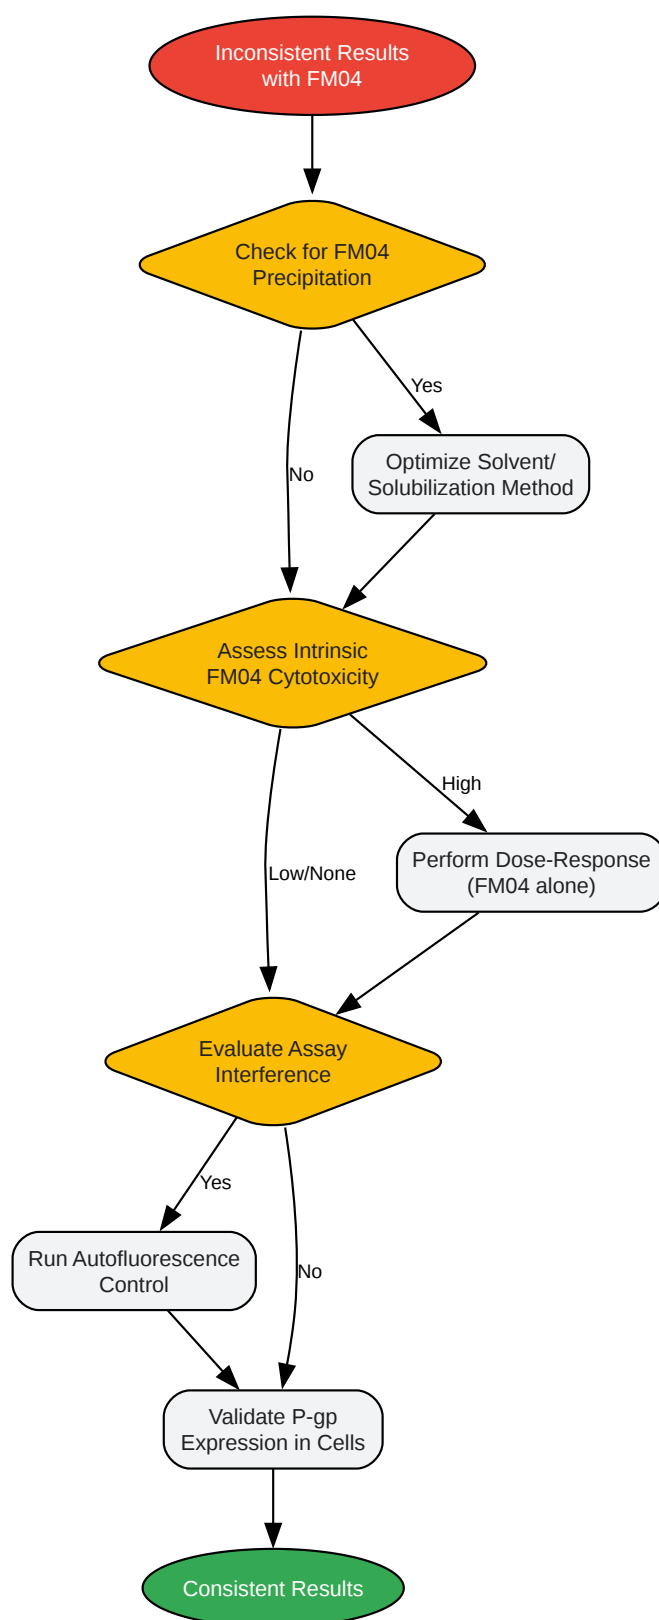 Inconsistent Results
with FM04
Check for FM04
Precipitation
Yes
Optimize Solvent/
Solubilization Method
No
Assess Intrinsic
FM04 Cytotoxicity
High
Perform Dose-Response
(FM04 alone)
Low/None
Evaluate Assay
Interference
Yes
Run Autofluorescence
Control
No
Validate P-gp
Expression in Cells
Consistent Results